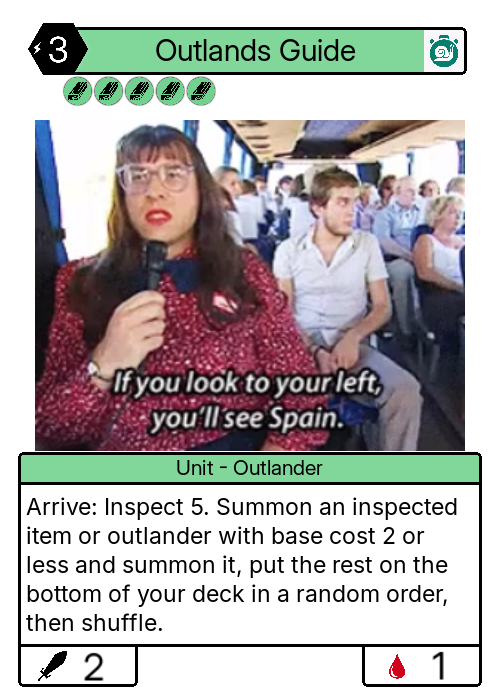 3
Outlands Guide
If you look to your left,
you'll see Spain.
Unit - Outlander
Arrive: Inspect 5. Summon an inspected
item or outlander with base cost 2 or
less and summon it, put the rest on the
bottom of your deck in a random order,
then shuffle.
2
1